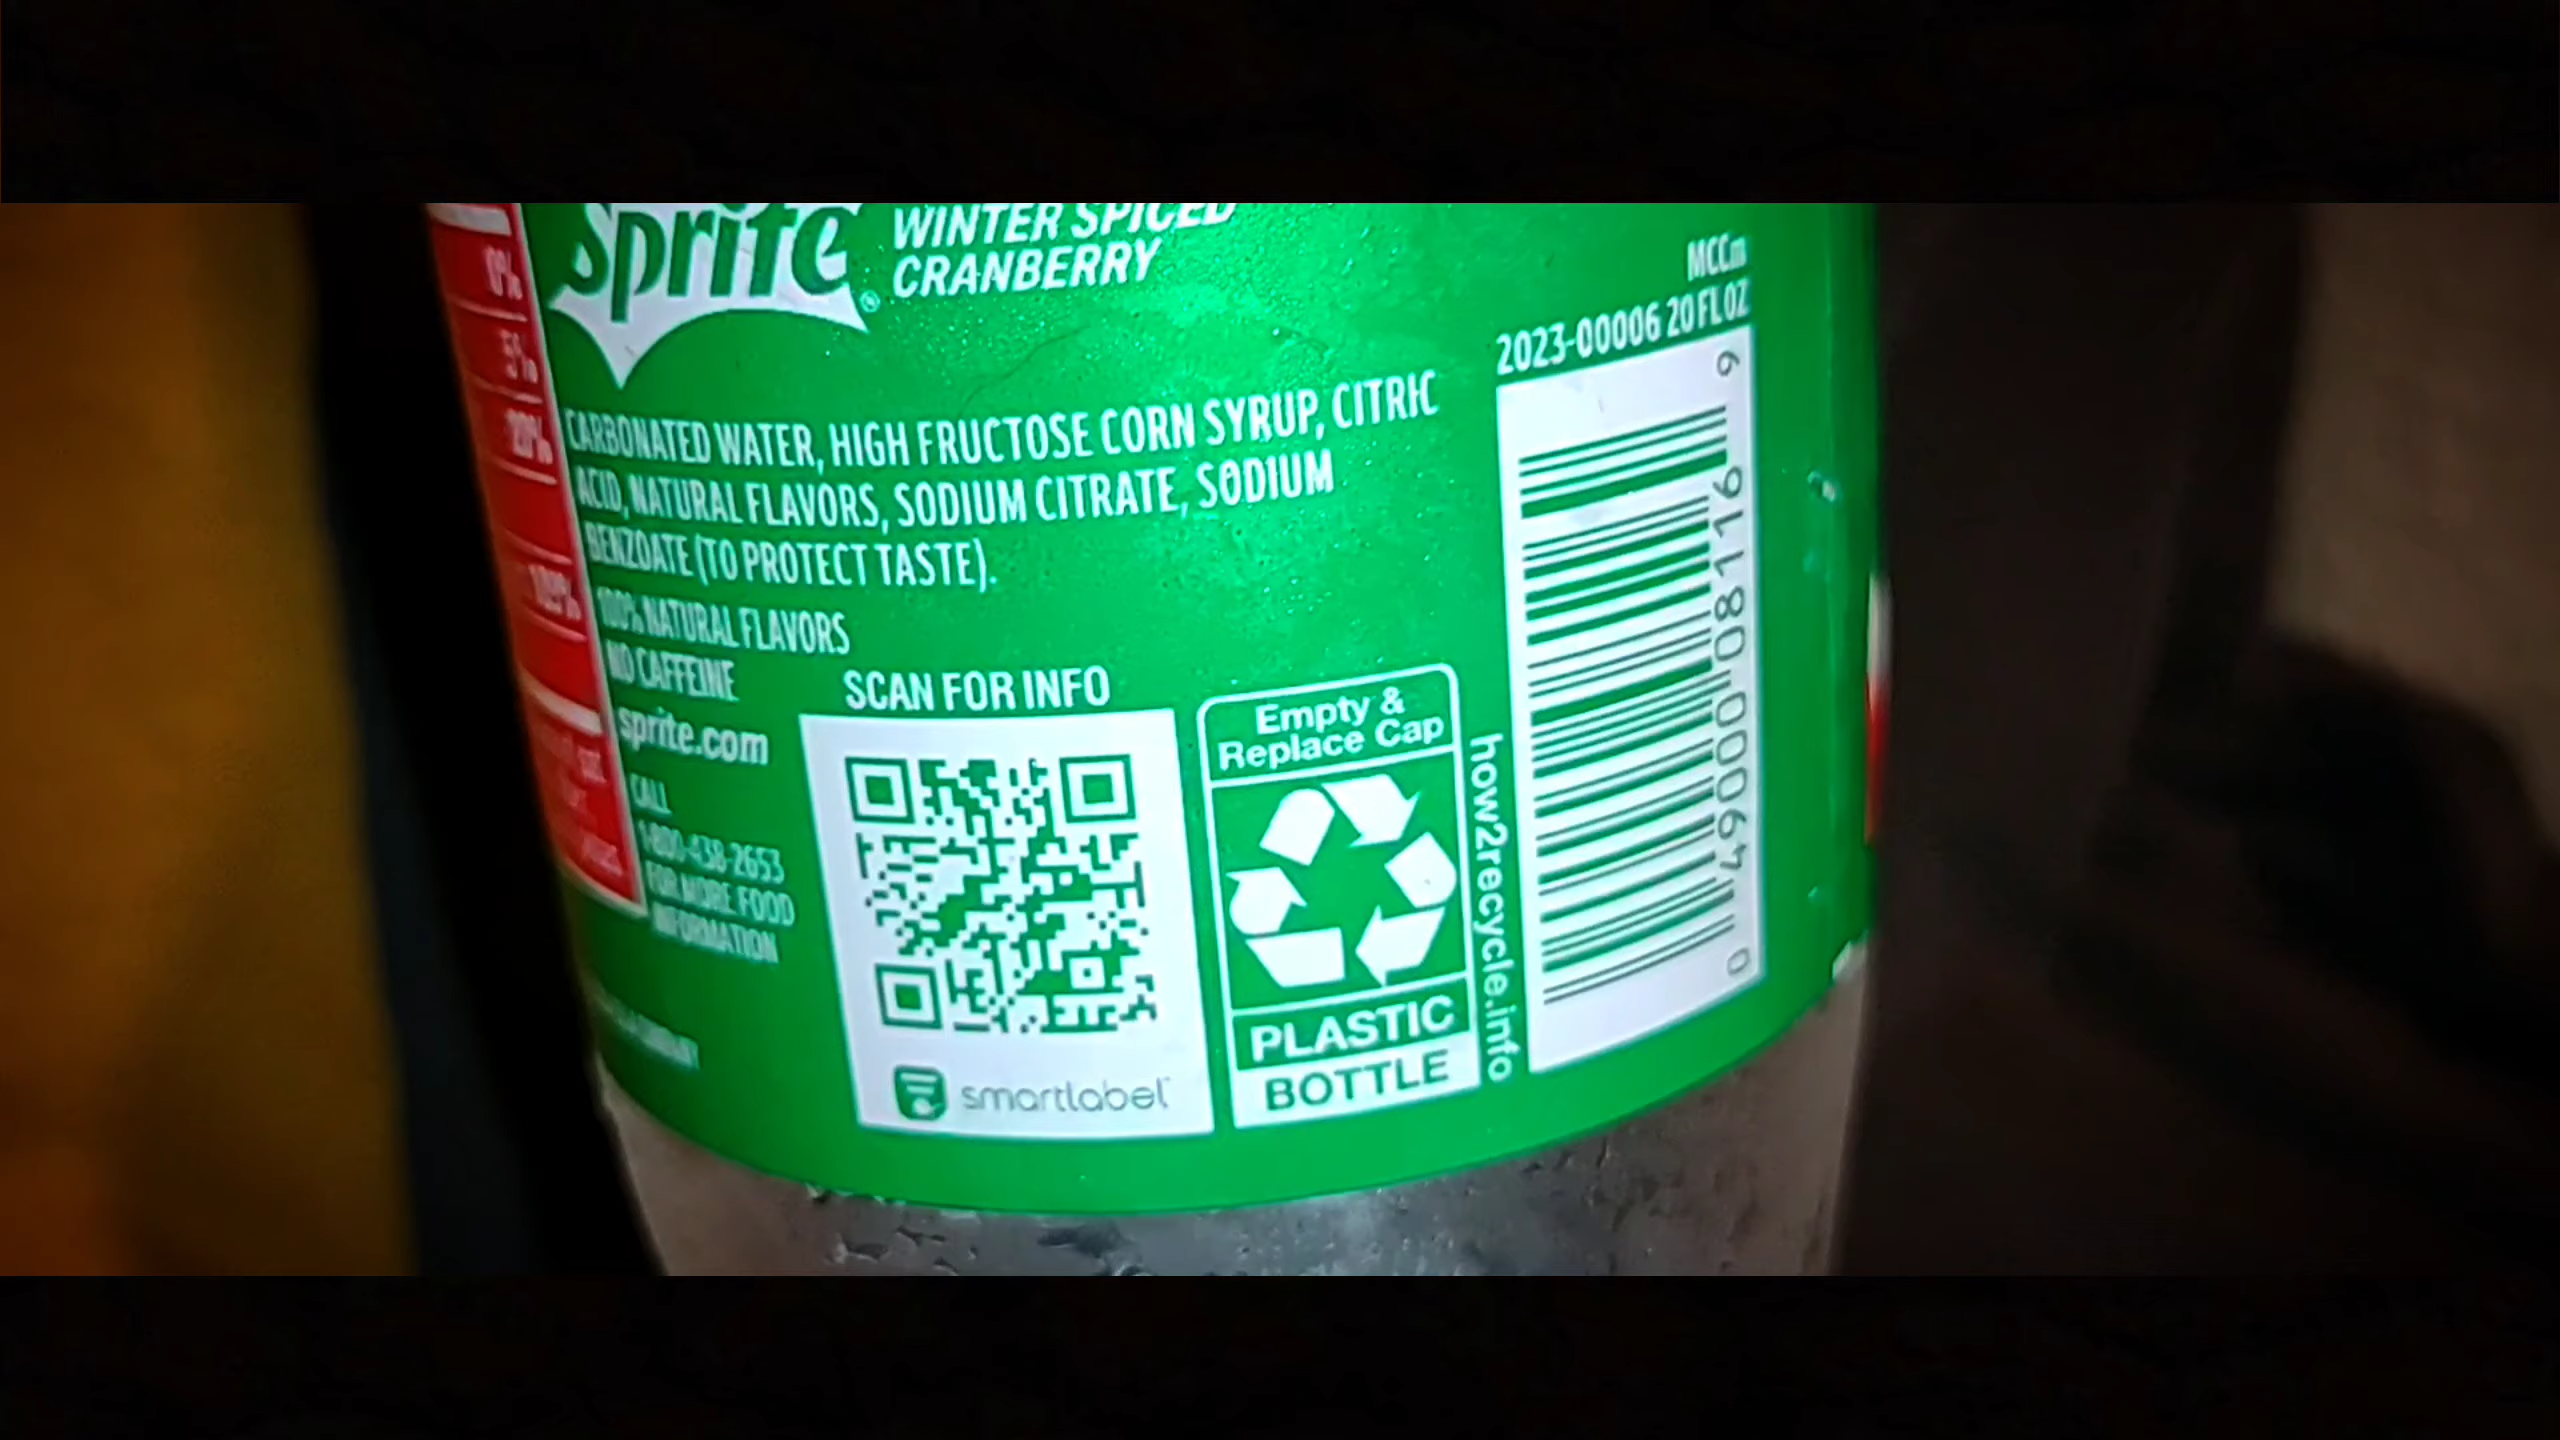 Sprite®
WINTER SPICED
CRANBERRY
MCCm
2023-00006 20 FL OZ
0%
5%
20%
CARBONATED WATER, HIGH FRUCTOSE CORN SYRUP, CITRIC
ACID, NATURAL FLAVORS, SODIUM CITRATE, SODIUM
BENZOATE (TO PROTECT TASTE).
100% NATURAL FLAVORS
NO CAFFEINE
sprite.com
CALL
1-800-438-2653
FOR MORE FOOD
INFORMATION
SCAN FOR INFO
smartlabel™
Empty &
Replace Cap
PLASTIC
BOTTLE
how2recycle.info
0 49000 08116 9